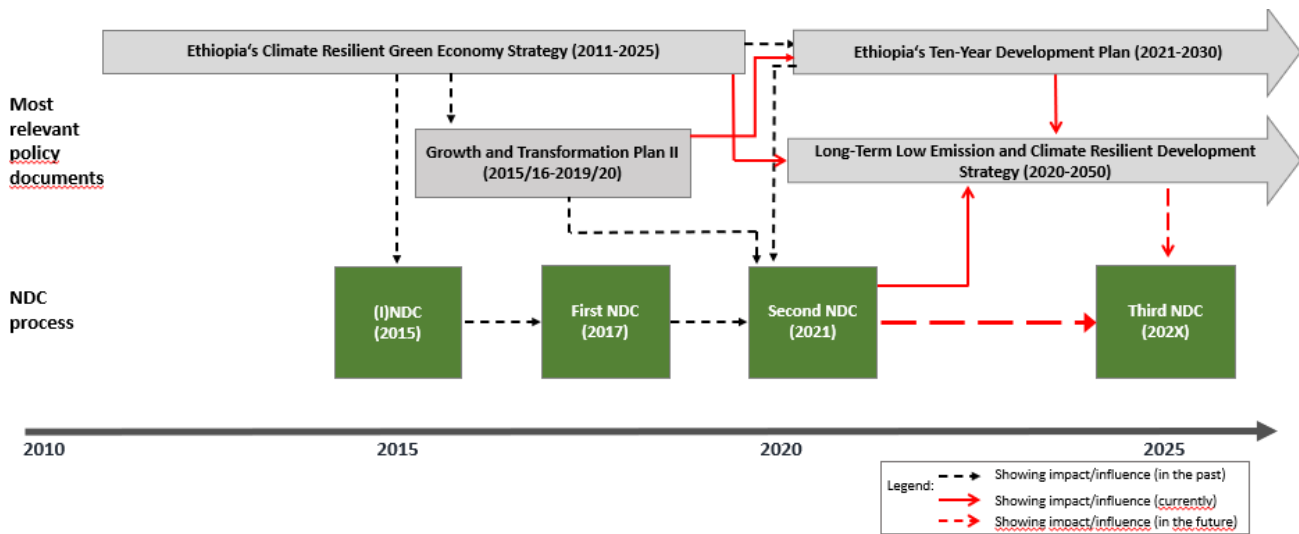 Ethiopia‘s Climate Resilient Green Economy Strategy (2011-2025)
Ethiopia‘s Ten-Year Development Plan (2021-2030)
Most
relevant
policy
documents
Growth and Transformation Plan II
(2015/16-2019/20)
Long-Term Low Emission and Climate Resilient Development
Strategy (2020-2050)
NDC
process
(I)NDC
(2015)
First NDC
(2017)
Second NDC
(2021)
Third NDC
(202X)
2010
2015
2020
2025
Legend:
Showing impact/influence (in the past)
Showing impact/influence (currently)
Showing impact/influence (in the future)